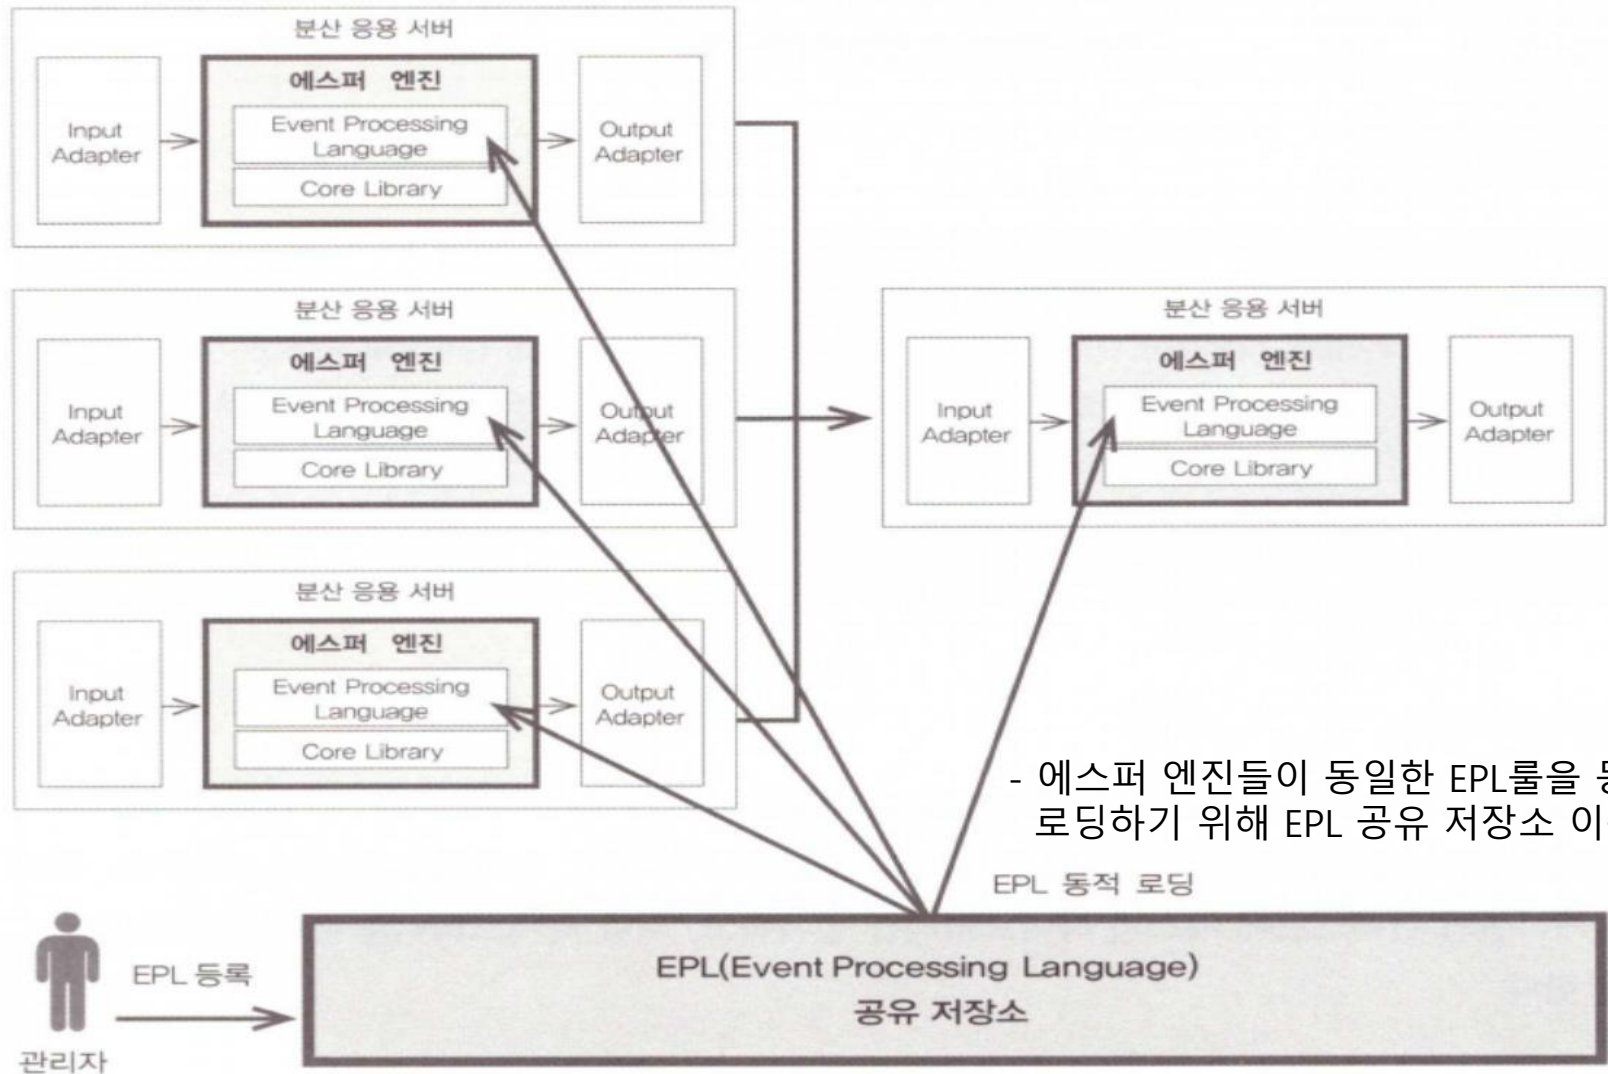 분산 응용 서버
에스퍼 엔진
Input
Adapter
Event Processing
Language
Core Library
Output
Adapter
분산 응용 서버
에스퍼 엔진
Input
Adapter
Event Processing
Language
Core Library
Output
Adapter
분산 응용 서버
에스퍼 엔진
Input
Adapter
Event Processing
Language
Core Library
Output
Adapter
분산 응용 서버
에스퍼 엔진
Input
Adapter
Event Processing
Language
Core Library
Output
Adapter
- 에스퍼 엔진들이 동일한 EPL룰을
로딩하기 위해 EPL 공유 저장소
EPL 동적 로딩
EPL 등록
관리자
EPL(Event Processing Language)
공유 저장소